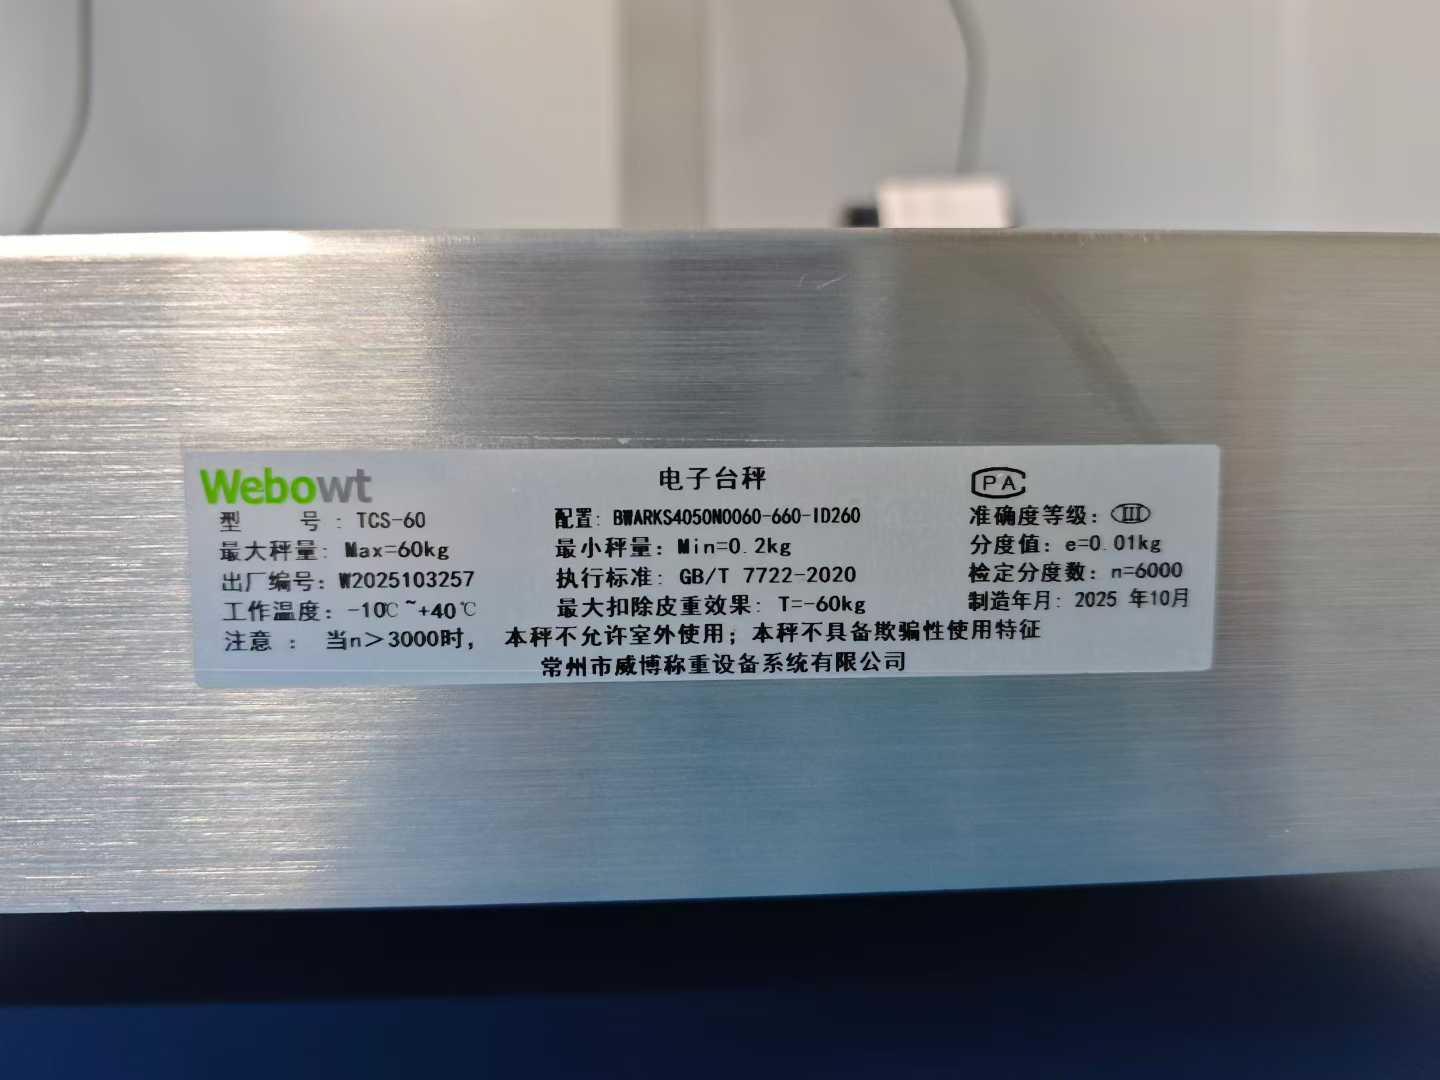 Webowt 电子台秤 PA
型 号：TCS-60 配置：BWARKS4050N0060-660-ID260 准确度等级：Ⅲ
最大秤量：Max=60kg 最小秤量：Min=0.2kg 分度值：e=0.01kg
出厂编号：W2025103257 执行标准：GB/T 7722-2020 检定分度数：n=6000
工作温度：-10℃~+40℃ 最大扣除皮重效果：T=-60kg 制造年月：2025 年10月
注意 ： 当n＞3000时， 本秤不允许室外使用；本秤不具备欺骗性使用特征
常州市威博称重设备系统有限公司